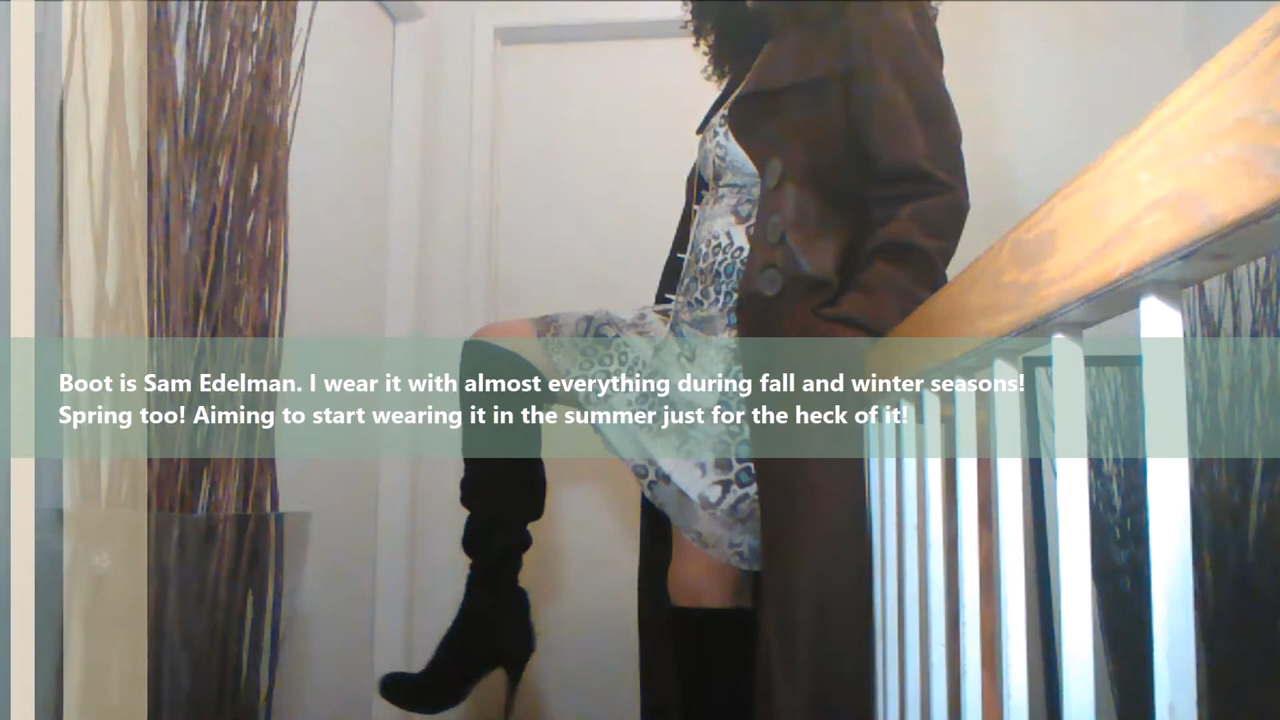 Boot is Sam Edelman. I wear it with almost everything during fall and winter seasons!
Spring too! Aiming to start wearing it in the summer just for the heck of it!